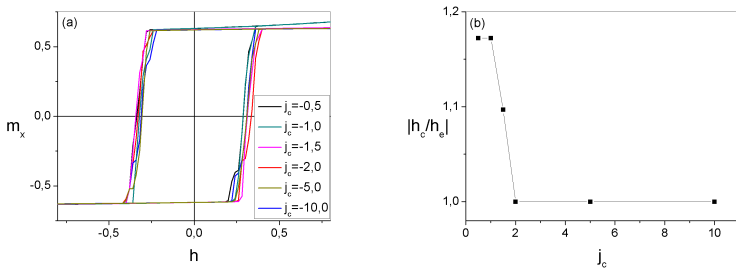 (a)
0,5
0,0
-0,5
m_x
-0,5
0,0
0,5
h
j_c=-0,5
j_c=-1,0
j_c=-1,5
j_c=-2,0
j_c=-5,0
j_c=-10,0
(b)
1,2
1,1
1,0
|h_c/h_e|
0
2
4
6
8
10
j_c